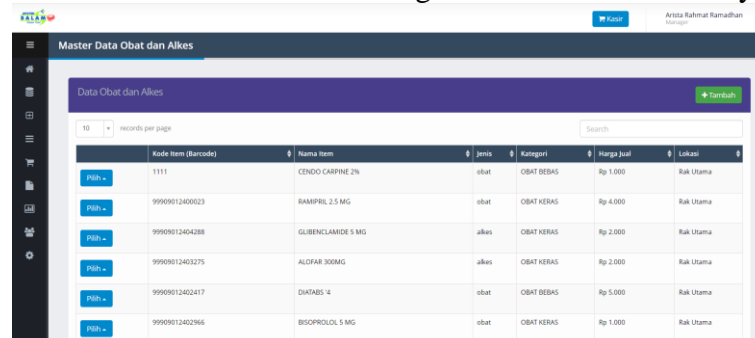 SALAM
Kasir
Arista Rahmat Ramadhan
Manager
Master Data Obat dan Alkes
Data Obat dan Alkes
+Tambah
10 records per page
Search
Kode Item (Barcode) Nama Item Jenis Kategori Harga Jual Lokasi
Pilih 1111 CENDO CARPINE 2% obat OBAT BEBAS Rp 1.000 Rak Utama
Pilih 99909012400023 RAMIPRIL 2.5 MG obat OBAT KERAS Rp 4.000 Rak Utama
Pilih 99909012404288 GLIBENCLAMIDE 5 MG alkes OBAT KERAS Rp 2.000 Rak Utama
Pilih 99909012403275 ALOFAR 300MG alkes OBAT KERAS Rp 2.000 Rak Utama
Pilih 99909012402417 DIATABS '4 obat OBAT BEBAS Rp 5.000 Rak Utama
Pilih 99909012402966 BISOPROLOL 5 MG obat OBAT KERAS Rp 1.000 Rak Utama